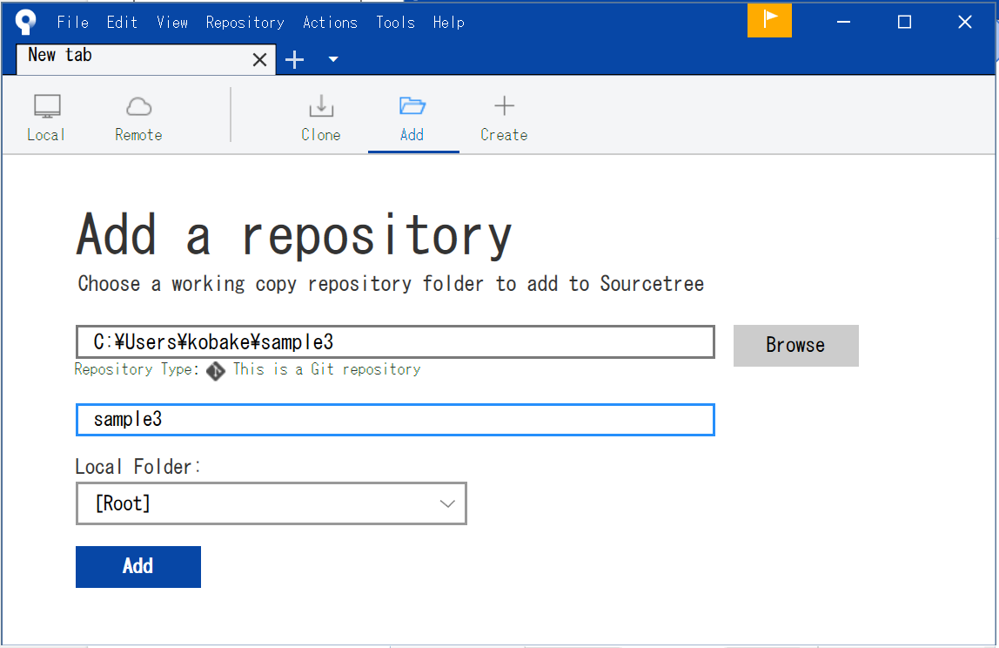 File Edit View Repository Actions Tools Help
New tab
Local Remote Clone Add Create
Add a repository
Choose a working copy repository folder to add to Sourcetree
C:¥Users¥kobake¥sample3 Browse
Repository Type: This is a Git repository
sample3
Local Folder:
[Root]
Add